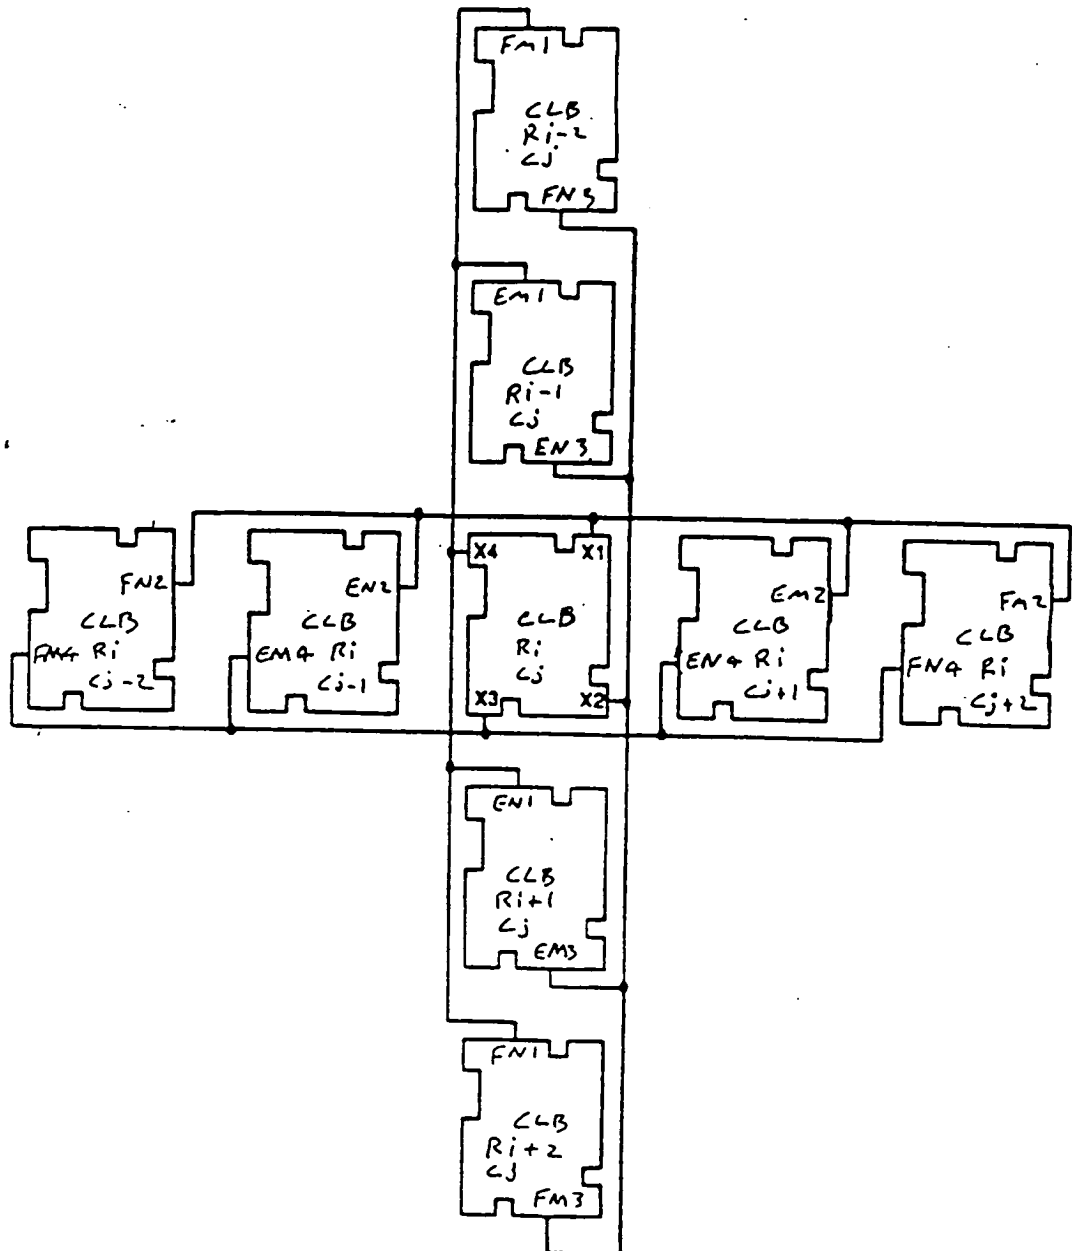 FM1
CLB
Ri-2
Cj
FN3
EM1
CLB
Ri-1
Cj
EN3
FN2
CLB
FM4 Ri
Cj-2
EN2
CLB
EM4 Ri
Cj-1
X4 X1
CLB
Ri
Cj
X3 X2
EM2
CLB
EN4 Ri
Cj+1
FM2
CLB
FN4 Ri
Cj+2
EN1
CLB
Ri+1
Cj
EM3
FN1
CLB
Ri+2
Cj
FM3